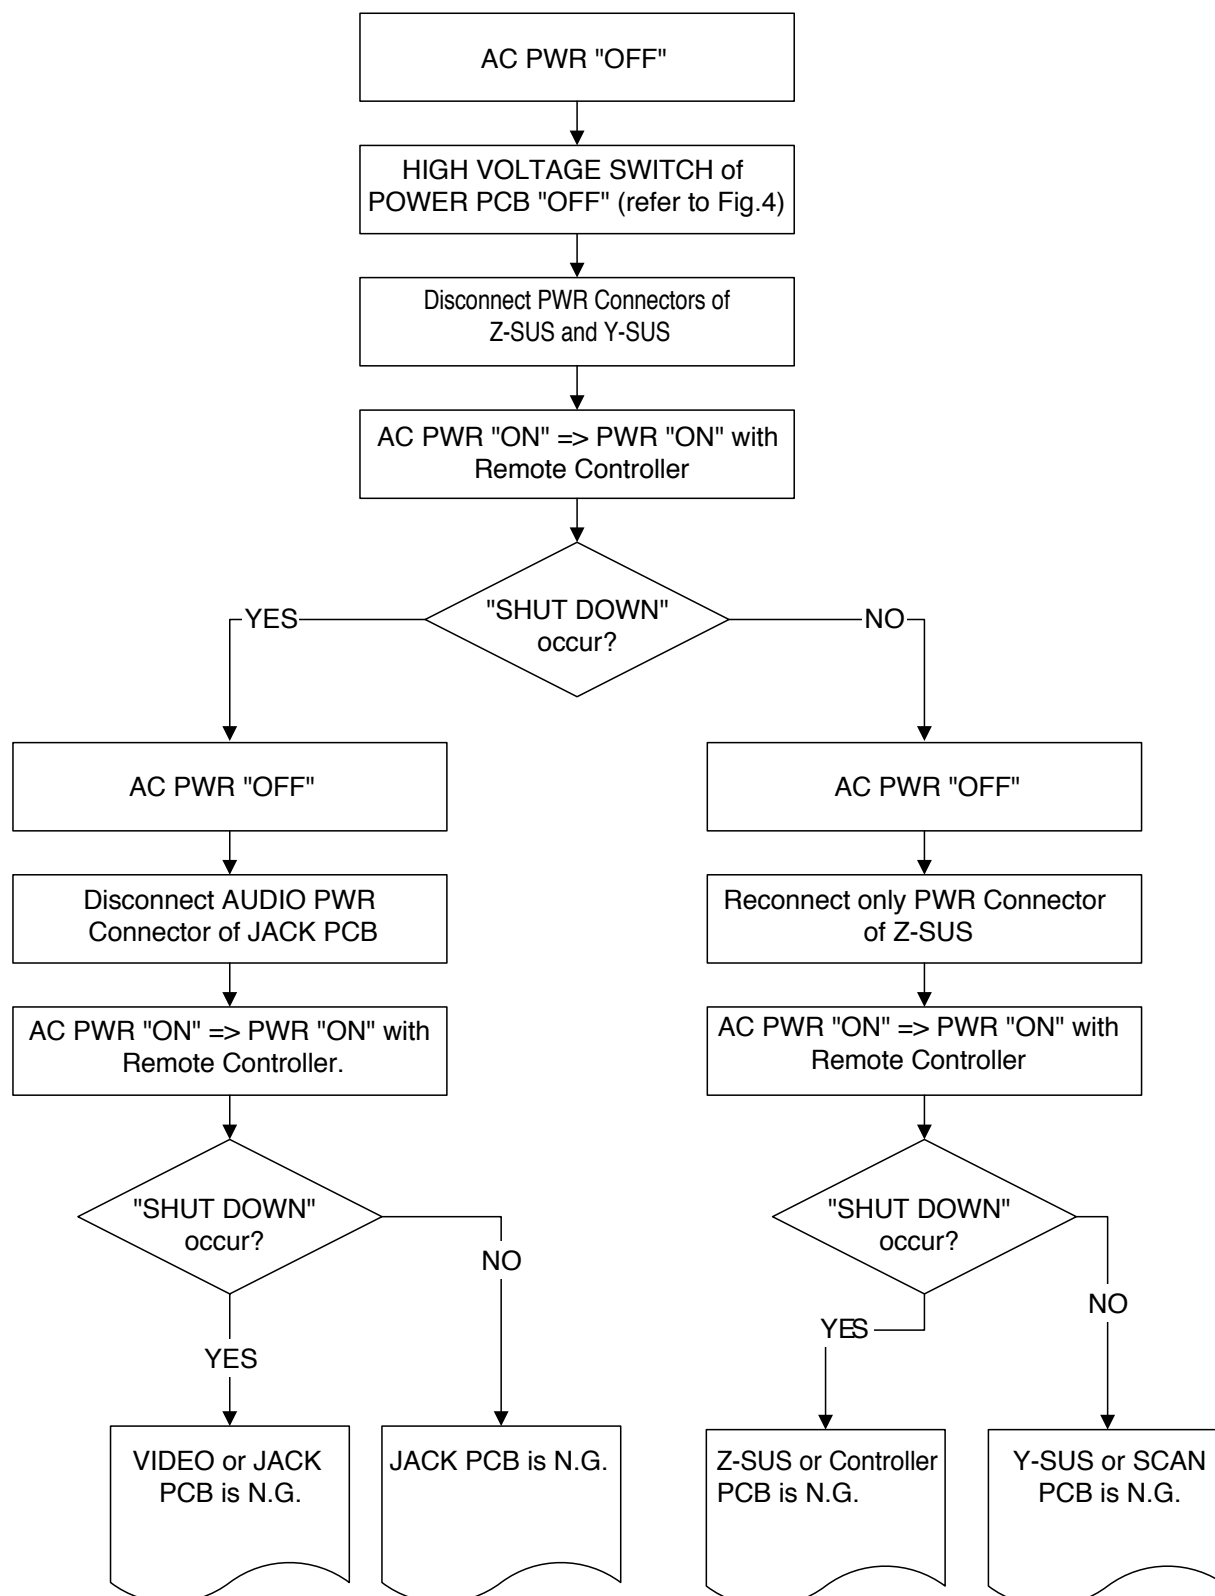 AC PWR "OFF"
HIGH VOLTAGE SWITCH of
POWER PCB "OFF" (refer to Fig.4)
Disconnect PWR Connectors of
Z-SUS and Y-SUS
AC PWR "ON" => PWR "ON" with
Remote Controller
"SHUT DOWN"
occur?
YES
NO
AC PWR "OFF"
Disconnect AUDIO PWR
Connector of JACK PCB
AC PWR "ON" => PWR "ON" with
Remote Controller.
"SHUT DOWN"
occur?
NO
YES
VIDEO or JACK
PCB is N.G.
JACK PCB is N.G.
AC PWR "OFF"
Reconnect only PWR Connector
of Z-SUS
AC PWR "ON" => PWR "ON" with
Remote Controller
"SHUT DOWN"
occur?
YES
NO
Z-SUS or Controller
PCB is N.G.
Y-SUS or SCAN
PCB is N.G.